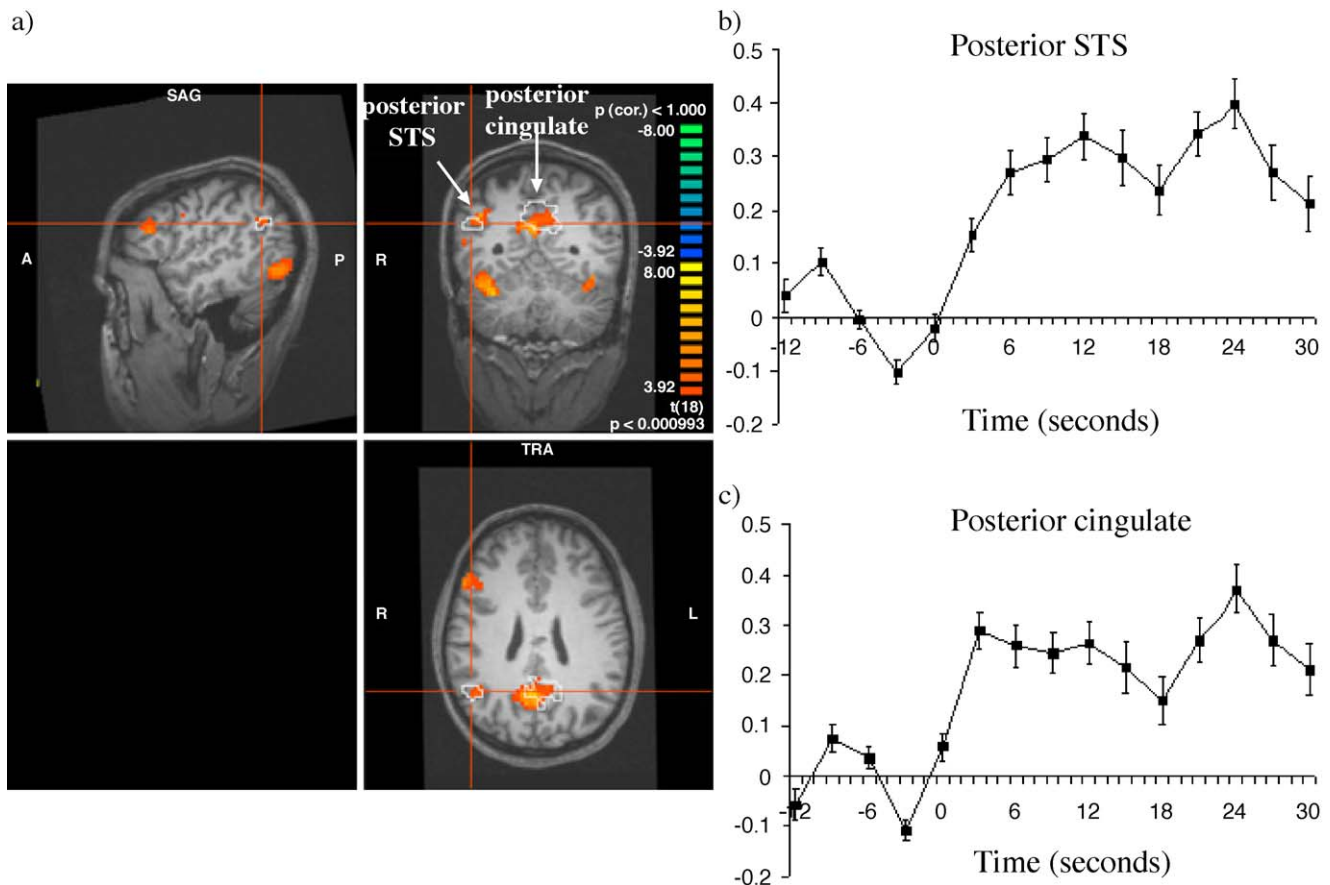 a)
SAG
A
P
posterior
STS
posterior
cingulate
p (cor.) < 1.000
-8.00
-3.92
8.00
3.92
t(18)
p < 0.000993
R
TRA
R
L
b)
Posterior STS
0.5
0.4
0.3
0.2
0.1
0
-0.1
-0.2
-12 -6 0 6 12 18 24 30
Time (seconds)
c)
Posterior cingulate
0.5
0.4
0.3
0.2
0.1
0
-0.1
-0.2
-12 -6 0 6 12 18 24 30
Time (seconds)